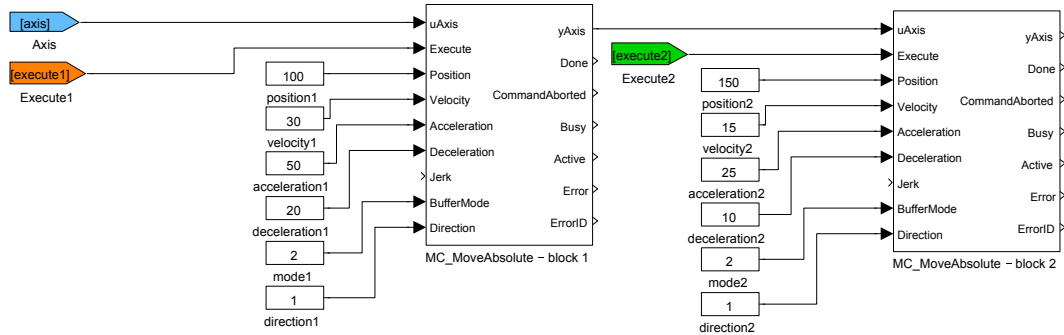 [axis]
Axis
[execute1]
Execute1
100
position1
30
velocity1
50
acceleration1
20
deceleration1
2
mode1
1
direction1
uAxis
Execute
Position
Velocity
Acceleration
Deceleration
Jerk
BufferMode
Direction
yAxis
Done
CommandAborted
Busy
Active
Error
ErrorID
MC_MoveAbsolute − block 1
[execute2]
Execute2
150
position2
15
velocity2
25
acceleration2
10
deceleration2
2
mode2
1
direction2
uAxis
Execute
Position
Velocity
Acceleration
Deceleration
Jerk
BufferMode
Direction
yAxis
Done
CommandAborted
Busy
Active
Error
ErrorID
MC_MoveAbsolute − block 2